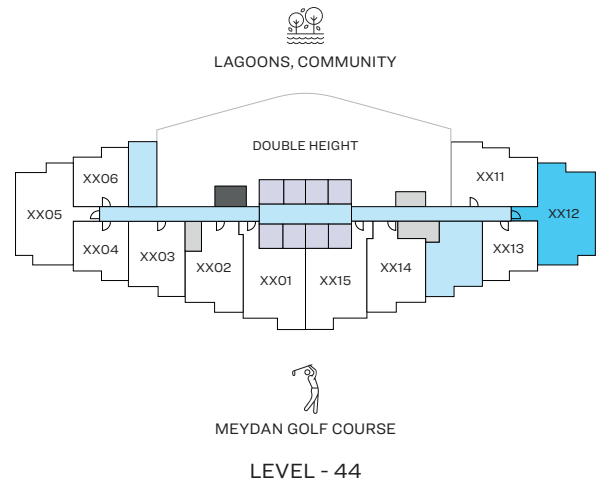 LAGOONS, COMMUNITY
DOUBLE HEIGHT
XX06
XX11
XX05
XX12
XX04
XX03
XX02
XX01
XX15
XX14
XX13
MEYDAN GOLF COURSE
LEVEL - 44